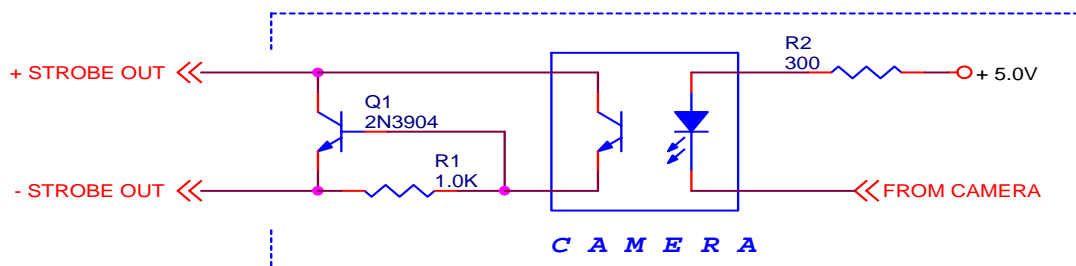 R2
300
+ STROBE OUT
+ 5.0V
Q1
2N3904
R1
1.0K
- STROBE OUT
FROM CAMERA
C A M E R A